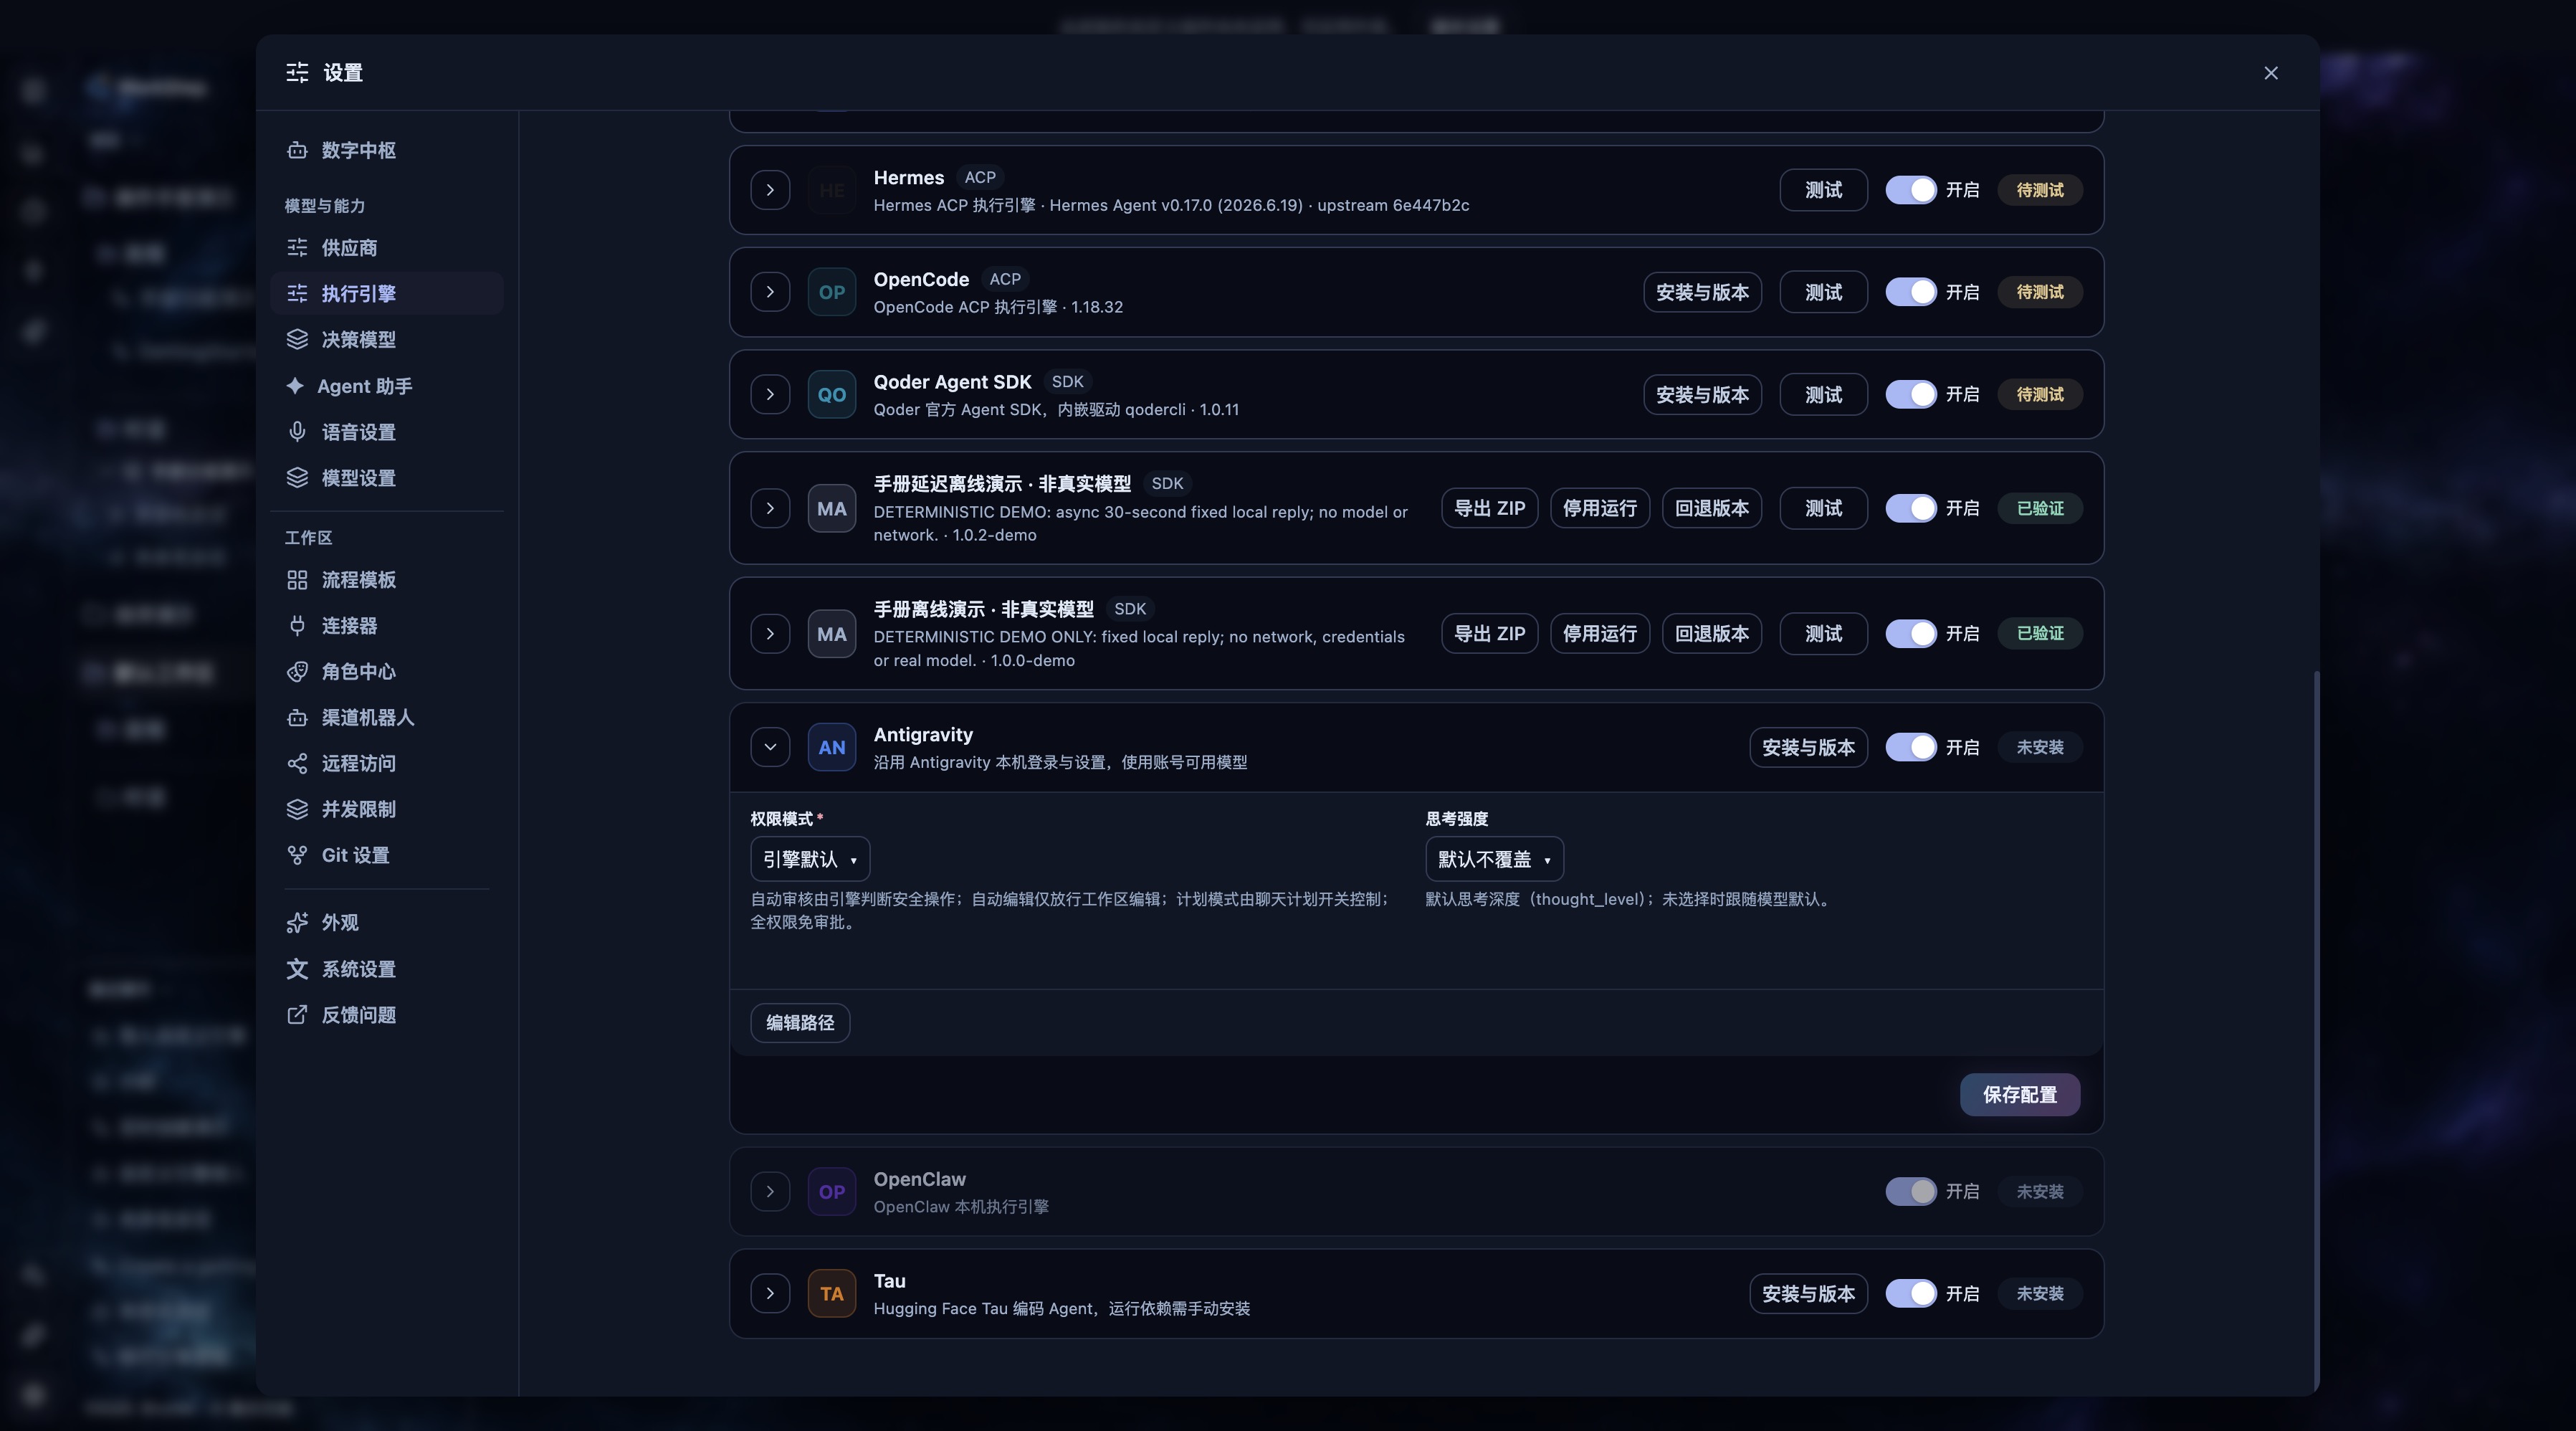 设置
数字中枢
模型与能力
供应商
执行引擎
决策模型
Agent 助手
语音设置
模型设置
工作区
流程模板
连接器
角色中心
渠道机器人
远程访问
并发限制
Git 设置
外观
系统设置
反馈问题
HE
Hermes ACP
Hermes ACP 执行引擎 · Hermes Agent v0.17.0 (2026.6.19) · upstream 6e447b2c
测试 开启 待测试
OP
OpenCode ACP
OpenCode ACP 执行引擎 · 1.18.32
安装与版本 测试 开启 待测试
QO
Qoder Agent SDK SDK
Qoder 官方 Agent SDK，内嵌驱动 qodercli · 1.0.11
安装与版本 测试 开启 待测试
MA
手册延迟离线演示 · 非真实模型 SDK
DETERMINISTIC DEMO: async 30-second fixed local reply; no model or
network. · 1.0.2-demo
导出 ZIP 停用运行 回退版本 测试 开启 已验证
MA
手册离线演示 · 非真实模型 SDK
DETERMINISTIC DEMO ONLY: fixed local reply; no network, credentials
or real model. · 1.0.0-demo
导出 ZIP 停用运行 回退版本 测试 开启 已验证
AN
Antigravity
沿用 Antigravity 本机登录与设置，使用账号可用模型
安装与版本 开启 未安装
权限模式*
引擎默认
自动审核由引擎判断安全操作；自动编辑仅放行工作区编辑；计划模式由聊天计划开关控制；
全权限免审批。
思考强度
默认不覆盖
默认思考深度（thought_level）；未选择时跟随模型默认。
编辑路径
保存配置
OP
OpenClaw
OpenClaw 本机执行引擎
开启 未安装
TA
Tau
Hugging Face Tau 编码 Agent，运行依赖需手动安装
安装与版本 开启 未安装